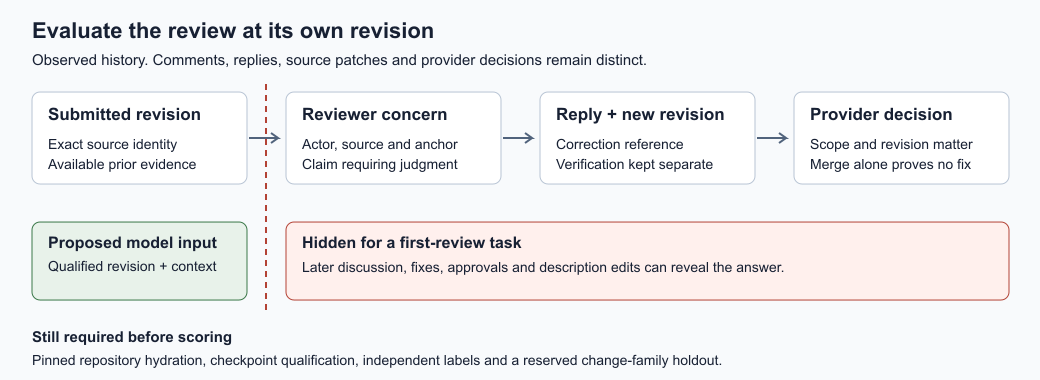 Evaluate the review at its own revision
Observed history. Comments, replies, source patches and provider decisions remain distinct.
Submitted revision
Exact source identity
Available prior evidence
Reviewer concern
Actor, source and anchor
Claim requiring judgment
Reply + new revision
Correction reference
Verification kept separate
Provider decision
Scope and revision matter
Merge alone proves no fix
Proposed model input
Qualified revision + context
Hidden for a first-review task
Later discussion, fixes, approvals and description edits can reveal the answer.
Still required before scoring
Pinned repository hydration, checkpoint qualification, independent labels and a reserved change-family holdout.